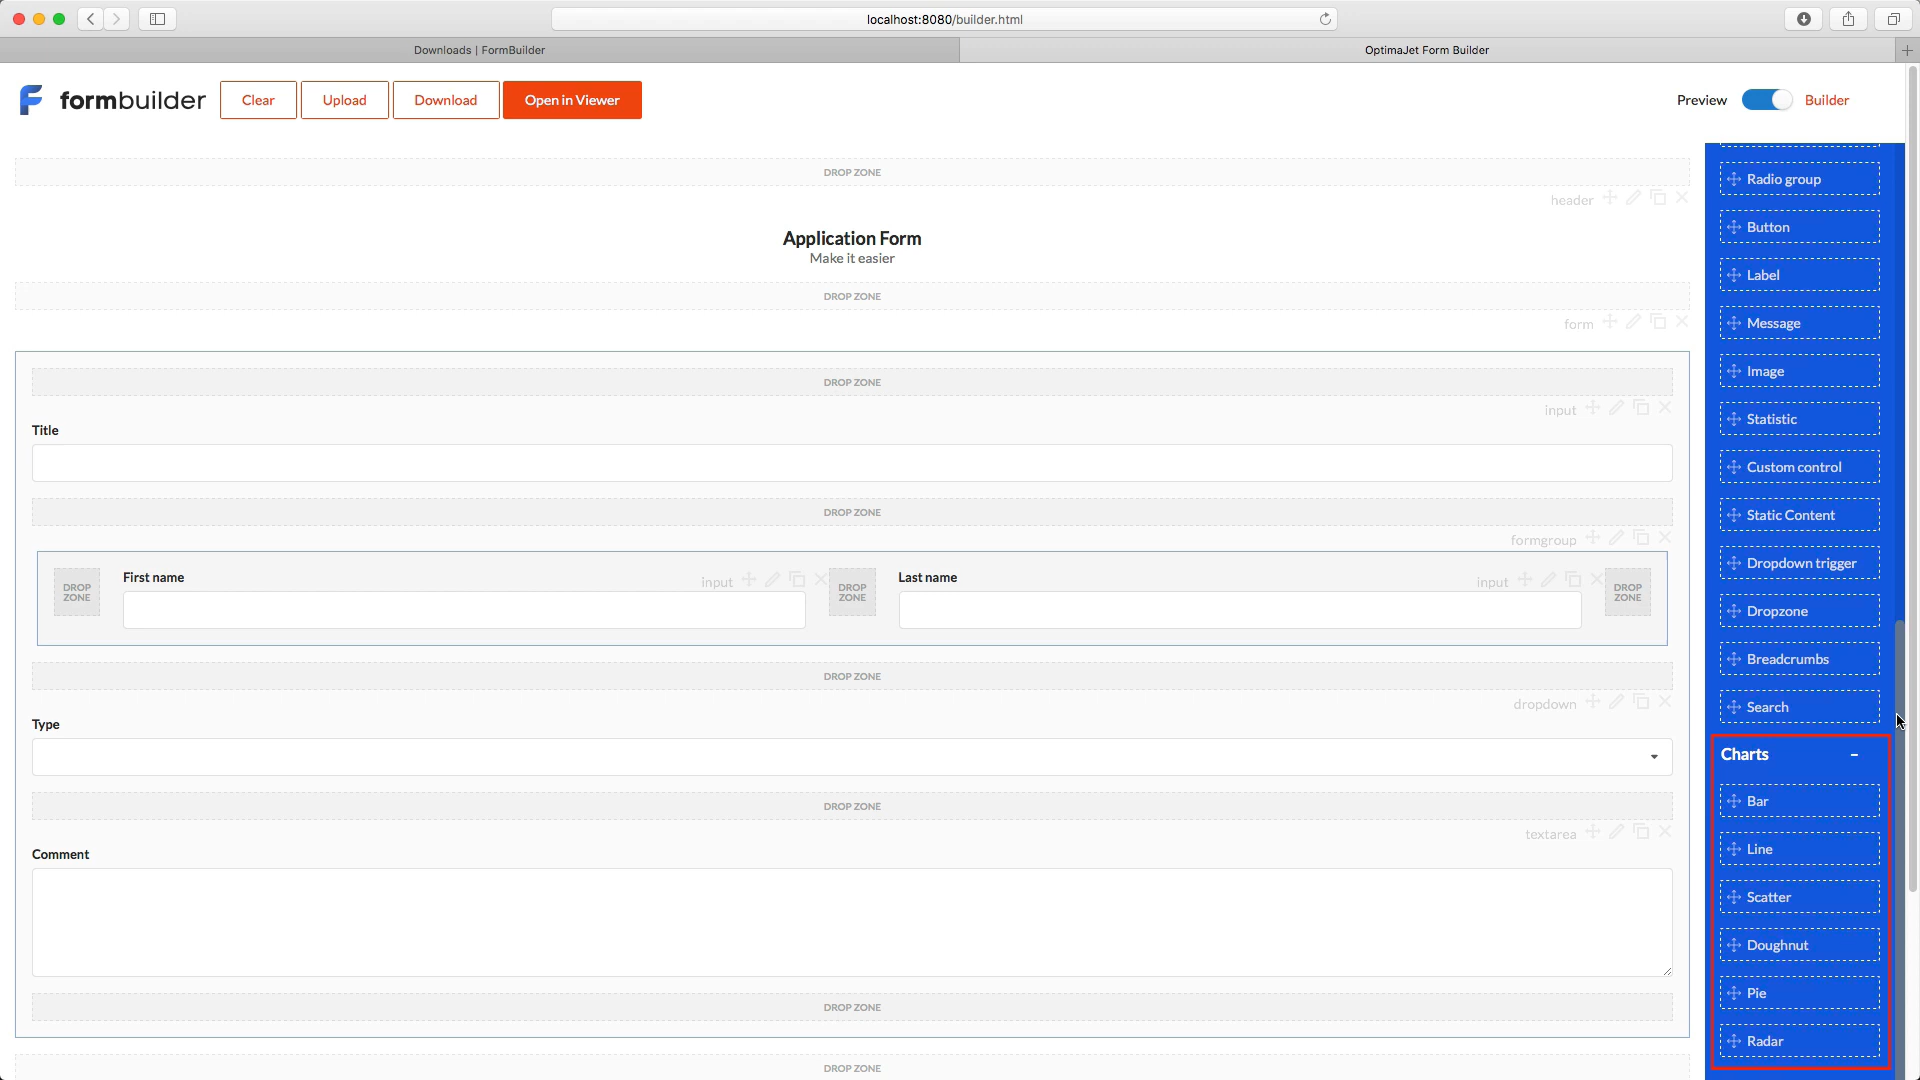 localhost:8080/builder.html
Downloads | FormBuilder
OptimaJet Form Builder
formbuilder
Clear
Upload
Download
Open in Viewer
Preview
Builder
DROP ZONE
header
Application Form
Make it easier
DROP ZONE
form
DROP ZONE
input
Title
DROP ZONE
formgroup
DROP ZONE
First name
input
DROP ZONE
Last name
input
DROP ZONE
DROP ZONE
dropdown
Type
DROP ZONE
textarea
Comment
DROP ZONE
DROP ZONE
Radio group
Button
Label
Message
Image
Statistic
Custom control
Static Content
Dropdown trigger
Dropzone
Breadcrumbs
Search
Charts
Bar
Line
Scatter
Doughnut
Pie
Radar